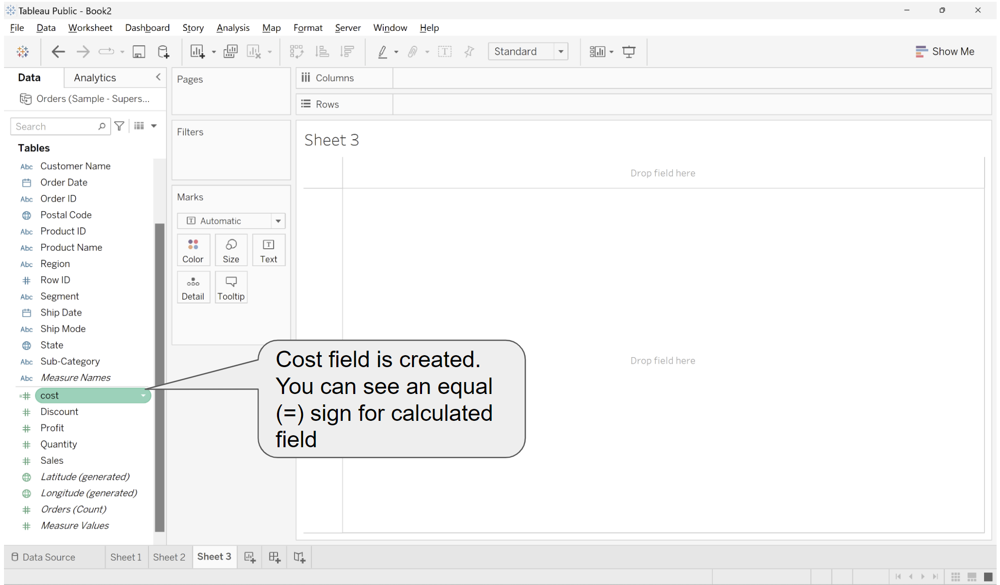 Tableau Public - Book2
File Data Worksheet Dashboard Story Analysis Map Format Server Window Help
Standard
Show Me
Data Analytics
Orders (Sample - Supers...
Search
Tables
Abc Customer Name
Order Date
Abc Order ID
Postal Code
Abc Product ID
Abc Product Name
Abc Region
# Row ID
Abc Segment
Ship Date
Abc Ship Mode
State
Abc Sub-Category
Abc Measure Names
=# cost
# Discount
# Profit
# Quantity
# Sales
Latitude (generated)
Longitude (generated)
# Orders (Count)
# Measure Values
Pages
Filters
Marks
T Automatic
Color Size T Text
Detail Tooltip
Columns
Rows
Sheet 3
Drop field here
Drop field here
Cost field is created.
You can see an equal
(=) sign for calculated
field
Data Source Sheet 1 Sheet 2 Sheet 3